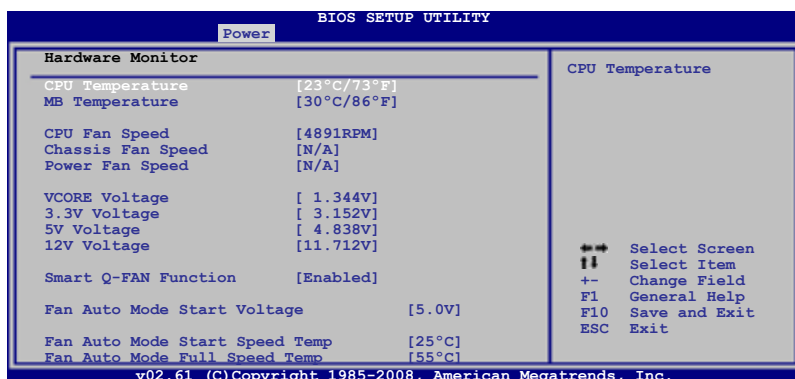 BIOS SETUP UTILITY
Power
Hardware Monitor
CPU Temperature [23°C/73°F]
MB Temperature [30°C/86°F]
CPU Fan Speed [4891RPM]
Chassis Fan Speed [N/A]
Power Fan Speed [N/A]
VCORE Voltage [ 1.344V]
3.3V Voltage [ 3.152V]
5V Voltage [ 4.838V]
12V Voltage [11.712V]
Smart Q-FAN Function [Enabled]
Fan Auto Mode Start Voltage [5.0V]
Fan Auto Mode Start Speed Temp [25°C]
Fan Auto Mode Full Speed Temp [55°C]
CPU Temperature
←→ Select Screen
↑↓ Select Item
+- Change Field
F1 General Help
F10 Save and Exit
ESC Exit
v02.61 (C)Copyright 1985-2008, American Megatrends, Inc.